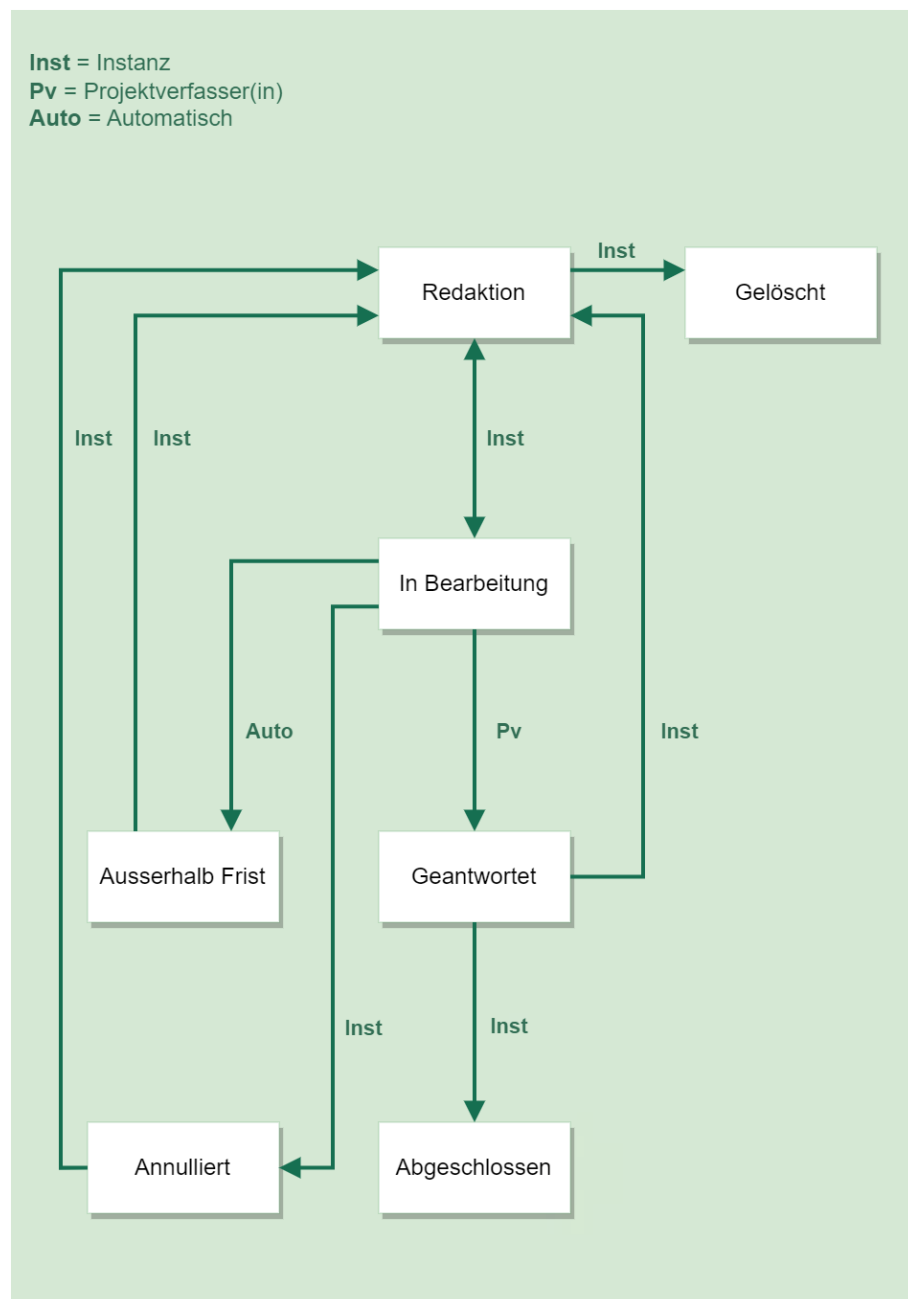 Inst = Instanz
Pv = Projektverfasser(in)
Auto = Automatisch
Inst
Redaktion
Gelöscht
Inst
Inst
Inst
In Bearbeitung
Auto
Pv
Inst
Ausserhalb Frist
Geantwortet
Inst
Inst
Annulliert
Abgeschlossen